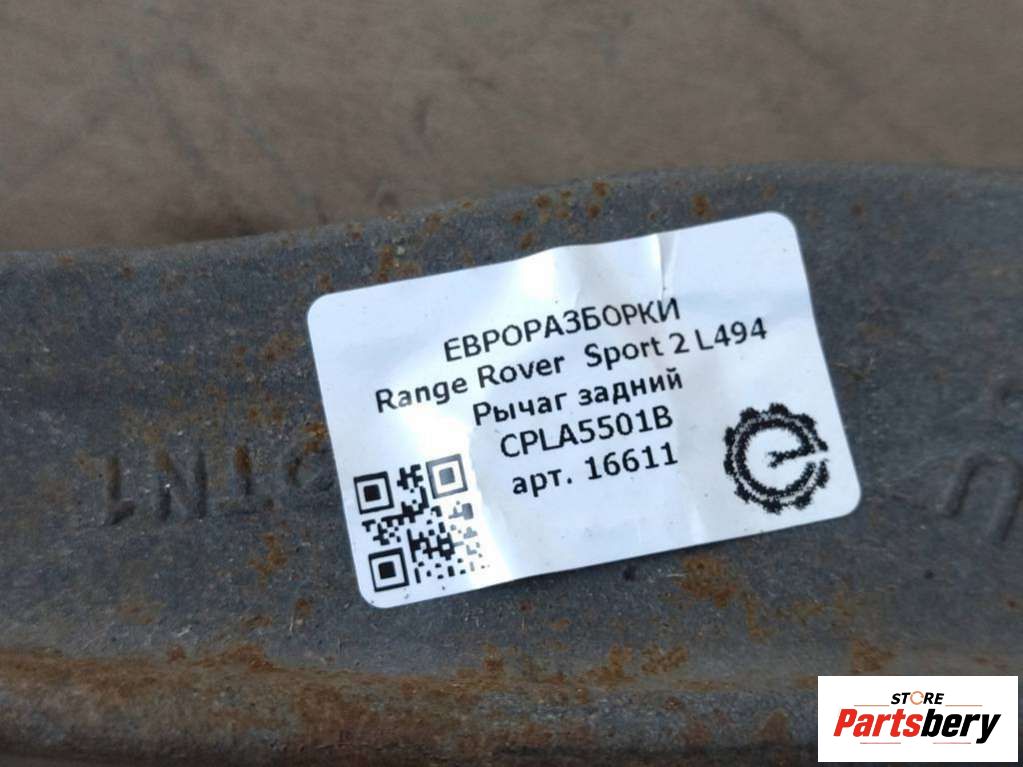 ЕВРОРАЗБОРКИ
Range Rover Sport 2 L494
Рычаг задний
CPLA5501B
арт. 16611
STORE
Partsbery